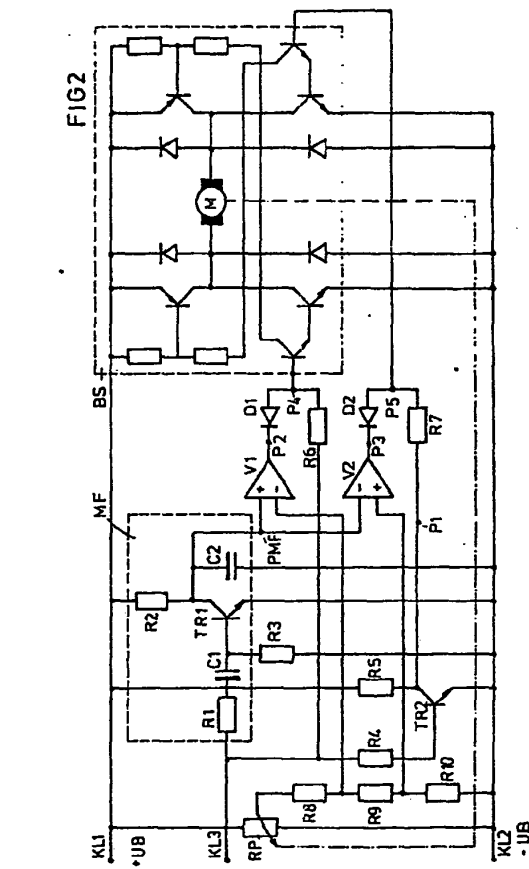 FIG2
BS
MF
R2
TR1
C2
C1
R1
R3
PMF
V1
+
-
P2
D1
P4
R6
V2
-
+
P3
D2
P5
R7
P1
R5
R4
TR2
R8
R9
R10
RP
M
KL1
+UB
KL3
KL2
-UB